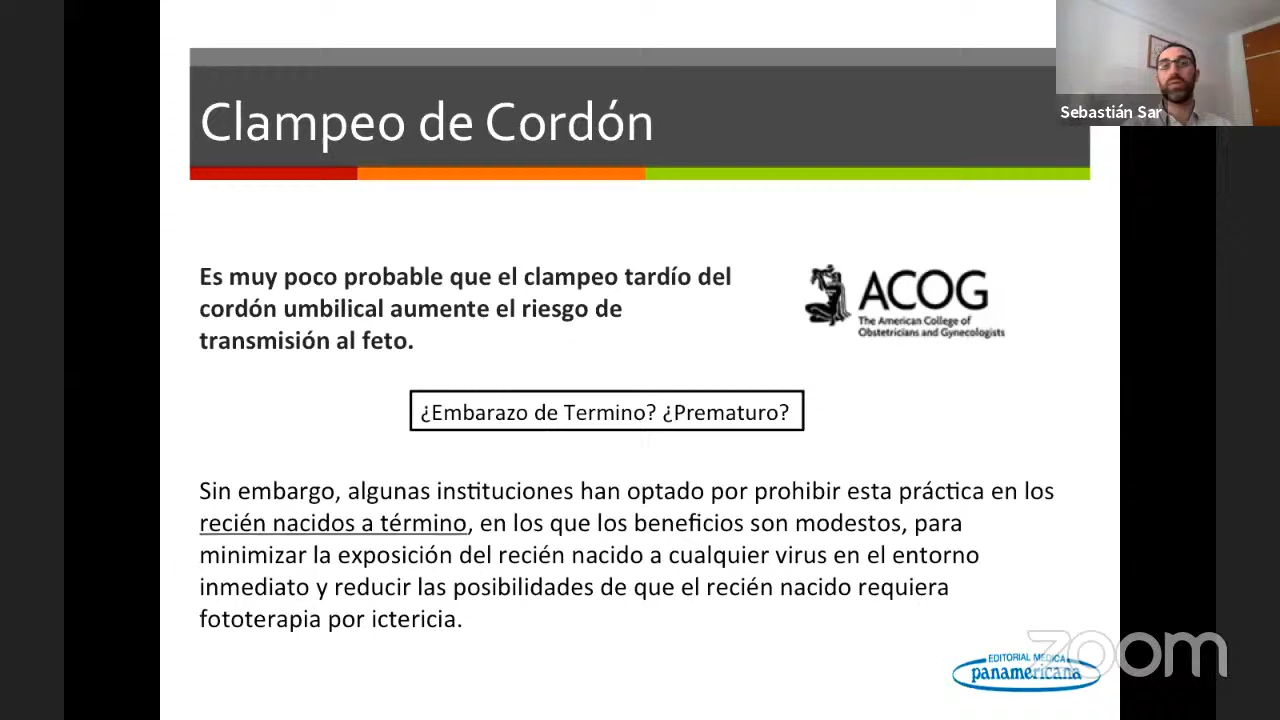 Clampeo de Cordón
Sebastián Sar
Es muy poco probable que el clampeo tardío del
cordón umbilical aumente el riesgo de
transmisión al feto.
ACOG
The American College of
Obstetricians and Gynecologists
¿Embarazo de Termino? ¿Prematuro?
Sin embargo, algunas instituciones han optado por prohibir esta práctica en los
recién nacidos a término, en los que los beneficios son modestos, para
minimizar la exposición del recién nacido a cualquier virus en el entorno
inmediato y reducir las posibilidades de que el recién nacido requiera
fototerapia por ictericia.
EDITORIAL MEDICA
panamericana
zoom